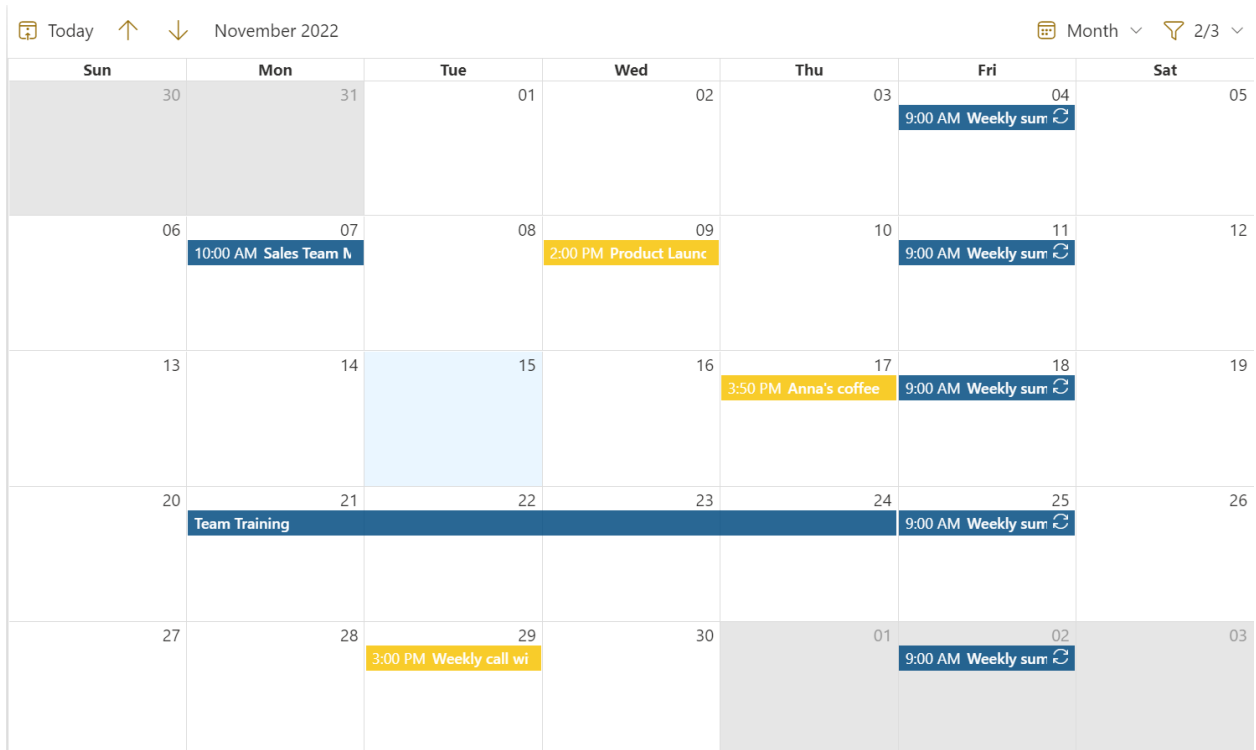 Today November 2022 Month 2/3
Sun Mon Tue Wed Thu Fri Sat
30 31 01 02 03 04 05
9:00 AM Weekly sum
06 07 08 09 10 11 12
10:00 AM Sales Team M 2:00 PM Product Launc 9:00 AM Weekly sum
13 14 15 16 17 18 19
3:50 PM Anna's coffee 9:00 AM Weekly sum
20 21 22 23 24 25 26
Team Training 9:00 AM Weekly sum
27 28 29 30 01 02 03
3:00 PM Weekly call wi 9:00 AM Weekly sum